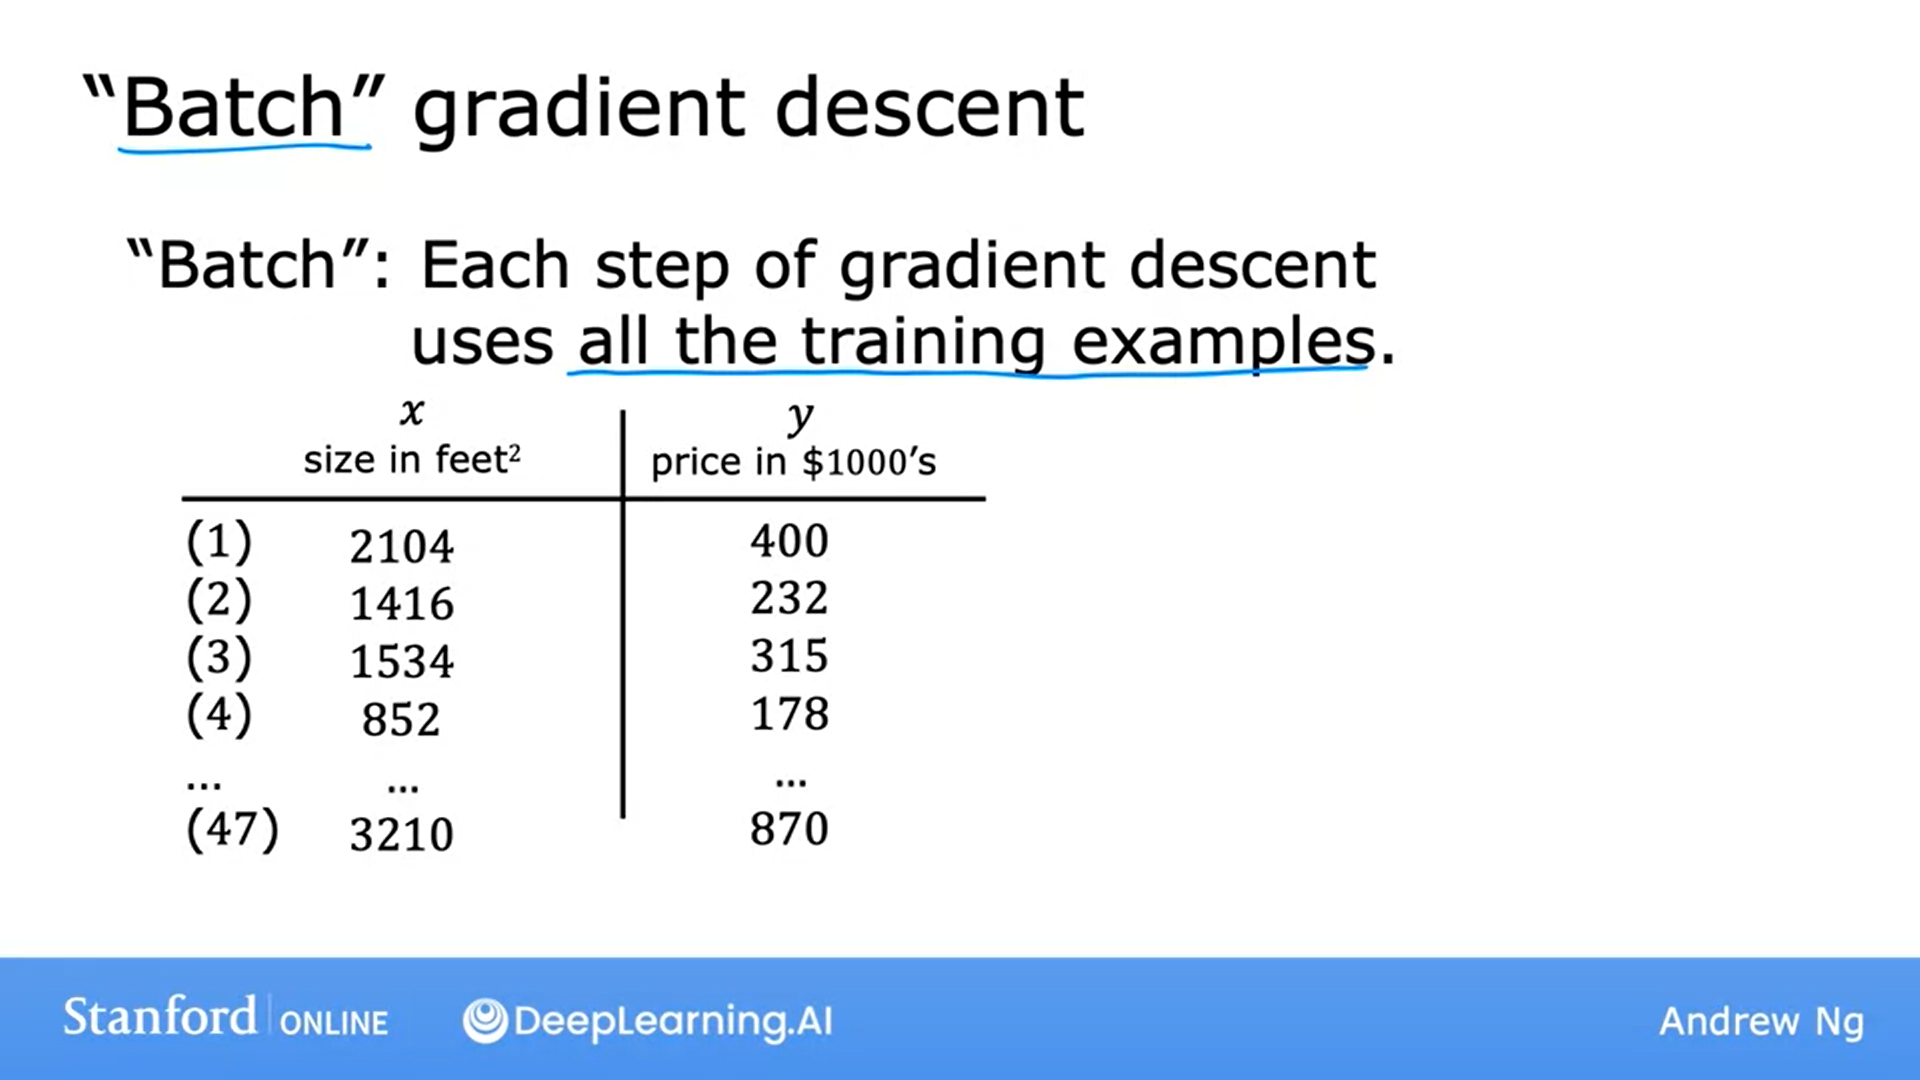 “Batch” gradient descent
“Batch”: Each step of gradient descent
uses all the training examples.
x y
size in feet² price in $1000’s
(1) 2104 400
(2) 1416 232
(3) 1534 315
(4) 852 178
... ... ...
(47) 3210 870
Stanford | ONLINE DeepLearning.AI Andrew Ng